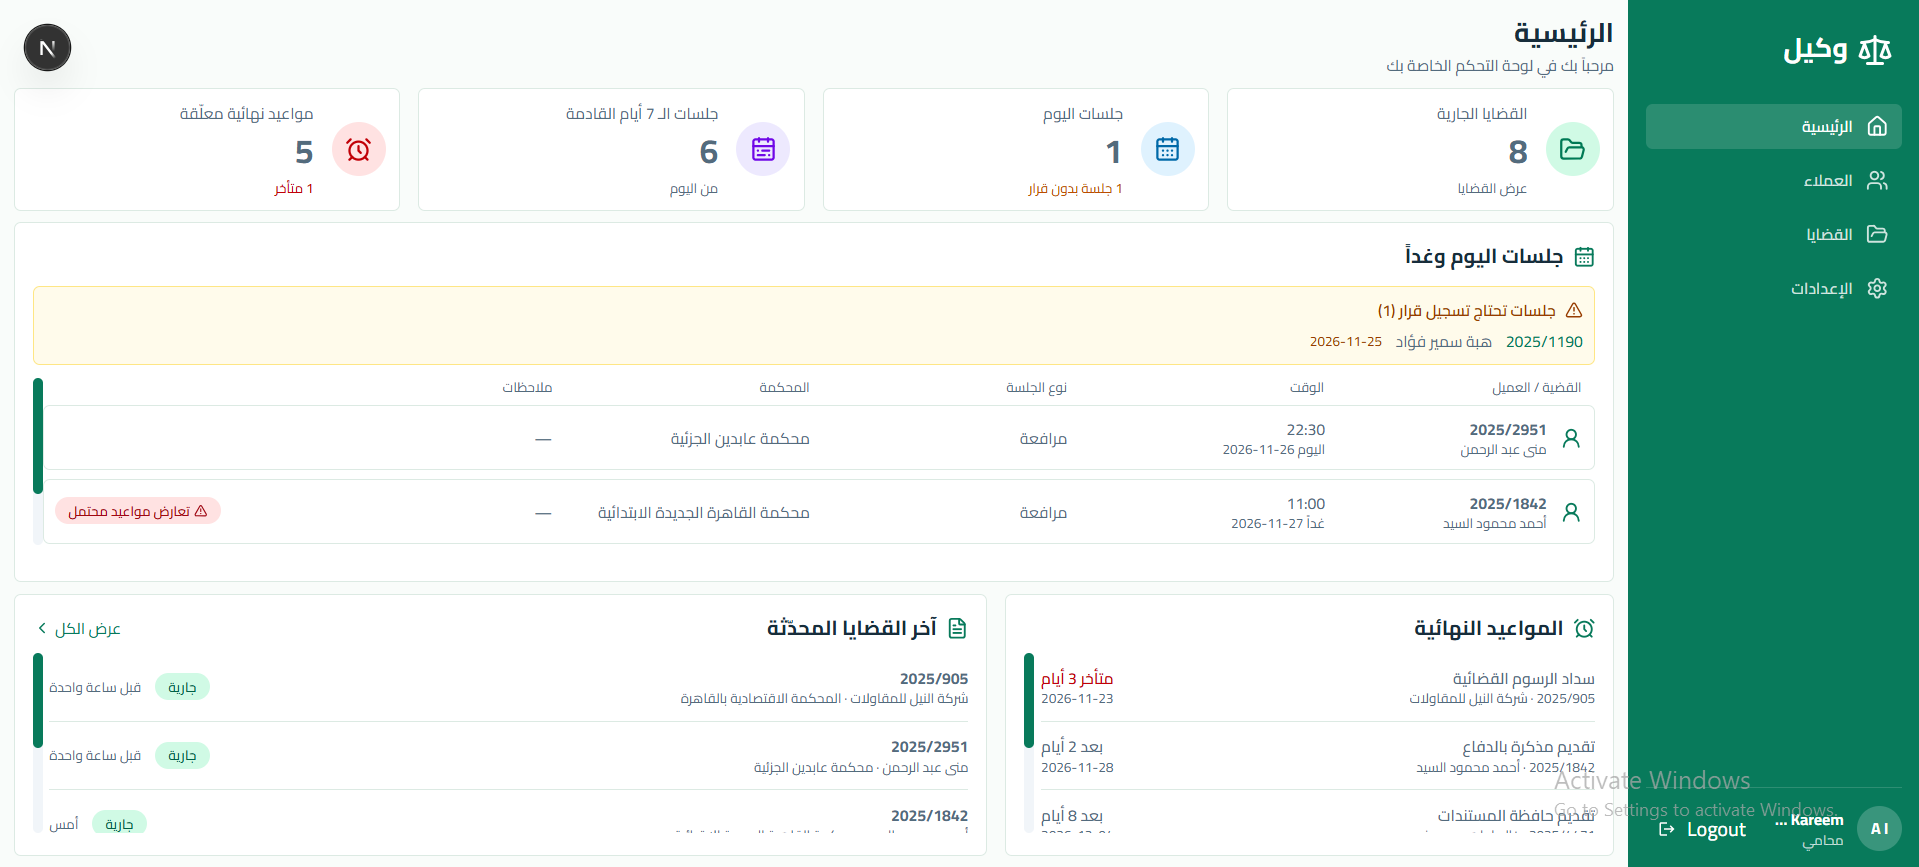 وكيل
الرئيسية
العملاء
القضايا
الإعدادات
AI
Kareem ...
محامي
Logout
Activate Windows
Go to Settings to activate Windows.
الرئيسية
مرحباً بك في لوحة التحكم الخاصة بك
N
القضايا الجارية
8
عرض القضايا
جلسات اليوم
1
1 جلسة بدون قرار
جلسات الـ 7 أيام القادمة
6
من اليوم
مواعيد نهائية معلّقة
5
1 متأخر
جلسات اليوم وغداً
جلسات تحتاج تسجيل قرار (1)
2025/1190 هبة سمير فؤاد 2026-11-25
القضية / العميل الوقت نوع الجلسة المحكمة ملاحظات
2025/2951
منى عبد الرحمن
22:30
اليوم 2026-11-26
مرافعة
محكمة عابدين الجزئية
—
2025/1842
أحمد محمود السيد
11:00
غداً 2026-11-27
مرافعة
محكمة القاهرة الجديدة الابتدائية
—
تعارض مواعيد محتمل
المواعيد النهائية
سداد الرسوم القضائية
2025/905 · شركة النيل للمقاولات
متأخر 3 أيام
2026-11-23
تقديم مذكرة بالدفاع
2025/1842 · أحمد محمود السيد
بعد 2 أيام
2026-11-28
تقديم حافظة المستندات
بعد 8 أيام
آخر القضايا المحدّثة
عرض الكل
2025/905
شركة النيل للمقاولات · المحكمة الاقتصادية بالقاهرة
جارية
قبل ساعة واحدة
2025/2951
منى عبد الرحمن · محكمة عابدين الجزئية
جارية
قبل ساعة واحدة
2025/1842
جارية
أمس